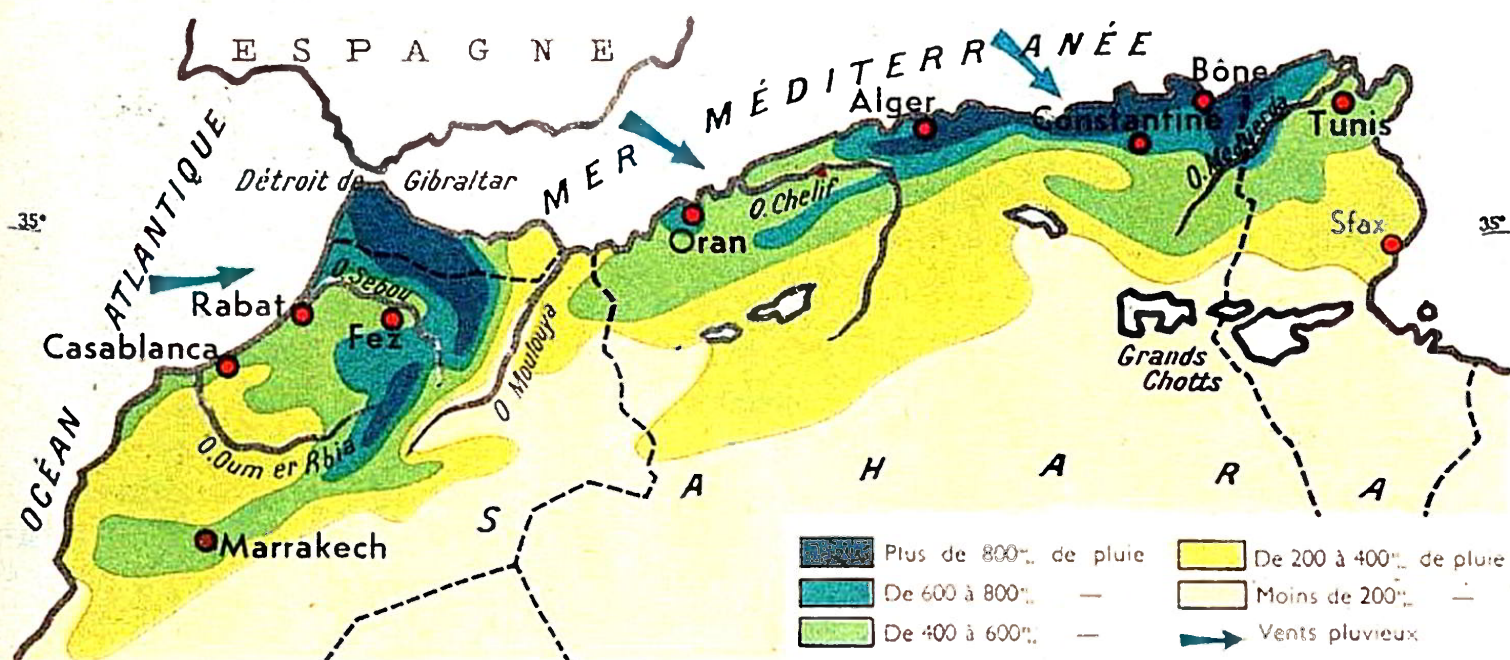 ESPAGNE
MER MÉDITERRANÉE
OCÉAN ATLANTIQUE
Détroit de Gibraltar
35°
35°
Bône
Alger
Constantine
Tunis
O. Medjerda
O. Chelif
Oran
Sfax
O. Sebou
Rabat
Fez
Casablanca
O Moulouya
Grands
Chotts
O. Oum er Rbia
SAHARA
Marrakech
Plus de 800 de pluie
De 600 à 800 —
De 400 à 600 —
De 200 à 400 de pluie
Moins de 200 —
Vents pluvieux